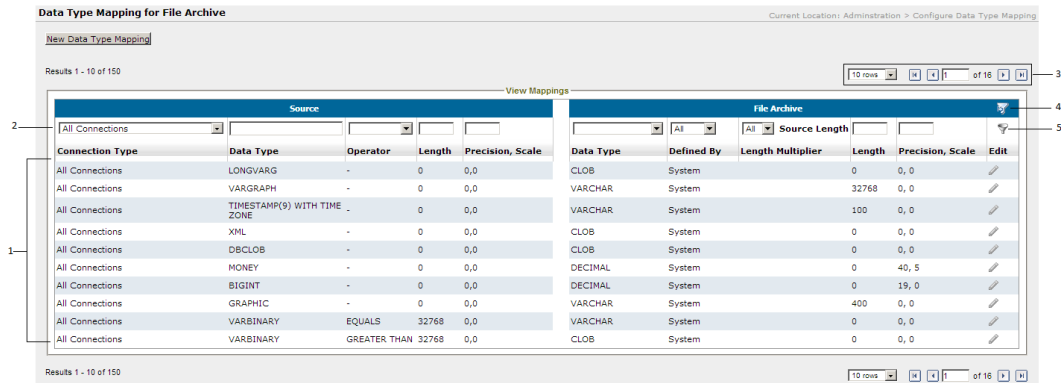 Data Type Mapping for File Archive
Current Location: Adminstration > Configure Data Type Mapping
New Data Type Mapping
Results 1 - 10 of 150
10 rows 1 of 16
3
View Mappings
Source File Archive
4
2 All Connections All All Source Length
5
Connection Type Data Type Operator Length Precision, Scale Data Type Defined By Length Multiplier Length Precision, Scale Edit
All Connections LONGVARG - 0 0,0 CLOB System 0 0, 0
All Connections VARGRAPH - 0 0,0 VARCHAR System 32768 0, 0
All Connections TIMESTAMP(9) WITH TIME ZONE - 0 0,0 VARCHAR System 100 0, 0
All Connections XML - 0 0,0 CLOB System 0 0, 0
1
All Connections DBCLOB - 0 0,0 CLOB System 0 0, 0
All Connections MONEY - 0 0,0 DECIMAL System 0 40, 5
All Connections BIGINT - 0 0,0 DECIMAL System 0 19, 0
All Connections GRAPHIC - 0 0,0 VARCHAR System 400 0, 0
All Connections VARBINARY EQUALS 32768 0,0 VARCHAR System 0 0, 0
All Connections VARBINARY GREATER THAN 32768 0,0 CLOB System 0 0, 0
Results 1 - 10 of 150
10 rows 1 of 16